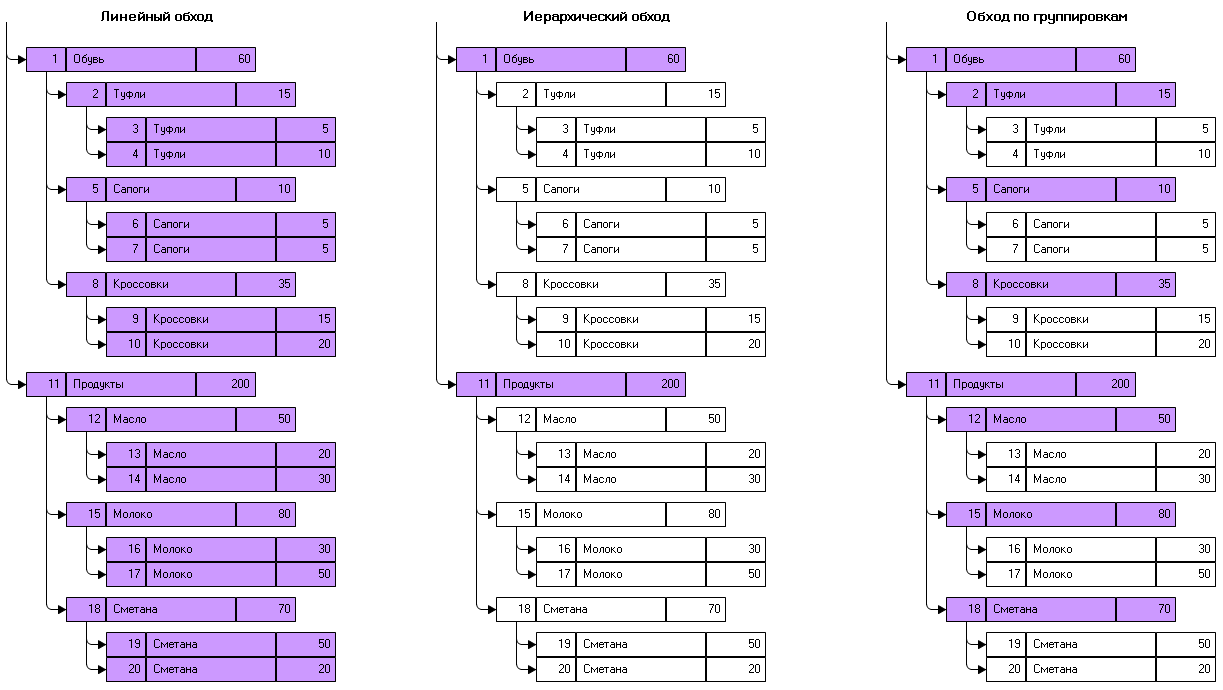 Линейный обход Иерархический обход Обход по группировкам
1 Обувь 60 1 Обувь 60 1 Обувь 60
2 Туфли 15 2 Туфли 15 2 Туфли 15
3 Туфли 5 3 Туфли 5 3 Туфли 5
4 Туфли 10 4 Туфли 10 4 Туфли 10
5 Сапоги 10 5 Сапоги 10 5 Сапоги 10
6 Сапоги 5 6 Сапоги 5 6 Сапоги 5
7 Сапоги 5 7 Сапоги 5 7 Сапоги 5
8 Кроссовки 35 8 Кроссовки 35 8 Кроссовки 35
9 Кроссовки 15 9 Кроссовки 15 9 Кроссовки 15
10 Кроссовки 20 10 Кроссовки 20 10 Кроссовки 20
11 Продукты 200 11 Продукты 200 11 Продукты 200
12 Масло 50 12 Масло 50 12 Масло 50
13 Масло 20 13 Масло 20 13 Масло 20
14 Масло 30 14 Масло 30 14 Масло 30
15 Молоко 80 15 Молоко 80 15 Молоко 80
16 Молоко 30 16 Молоко 30 16 Молоко 30
17 Молоко 50 17 Молоко 50 17 Молоко 50
18 Сметана 70 18 Сметана 70 18 Сметана 70
19 Сметана 50 19 Сметана 50 19 Сметана 50
20 Сметана 20 20 Сметана 20 20 Сметана 20